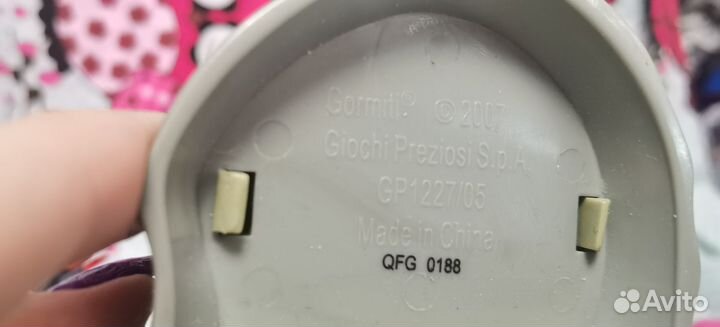 Gormiti® © 2007
Giochi Preziosi S.p.A.
GP1227/05
Made in China
QFG 0188
Avito